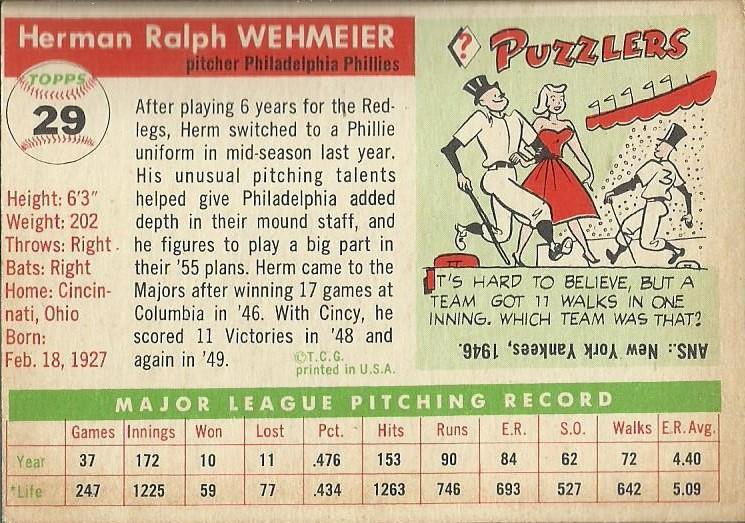 Herman Ralph WEHMEIER
pitcher Philadelphia Phillies
TOPPS
29
Height: 6'3"
Weight: 202
Throws: Right
Bats: Right
Home: Cincin-
nati, Ohio
Born:
Feb. 18, 1927
After playing 6 years for the Red-
legs, Herm switched to a Phillie
uniform in mid-season last year.
His unusual pitching talents
helped give Philadelphia added
depth in their mound staff, and
he figures to play a big part in
their '55 plans. Herm came to the
Majors after winning 17 games at
Columbia in '46. With Cincy, he
scored 11 Victories in '48 and
again in '49.
©T.C.G.
printed in U.S.A.
? PUZZLERS
3
IT'S HARD TO BELIEVE, BUT A
TEAM GOT 11 WALKS IN ONE
INNING. WHICH TEAM WAS THAT?
ANS.: New York Yankees, 1946.
MAJOR LEAGUE PITCHING RECORD
Games Innings Won Lost Pct. Hits Runs E.R. S.O. Walks E.R. Avg.
Year 37 172 10 11 .476 153 90 84 62 72 4.40
*Life 247 1225 59 77 .434 1263 746 693 527 642 5.09